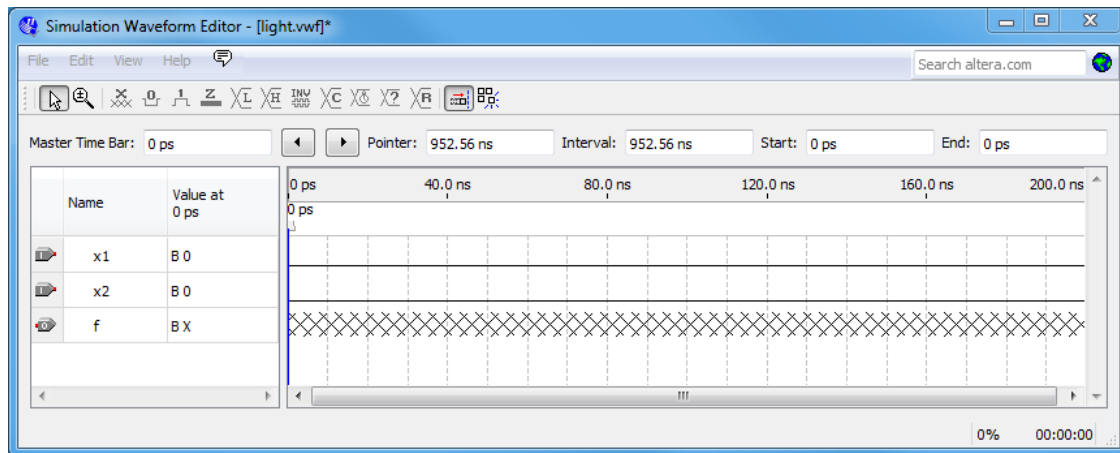 Simulation Waveform Editor - [light.vwf]*
File Edit View Help Search altera.com
X 0 1 Z L H INV C ? R
Master Time Bar: 0 ps Pointer: 952.56 ns Interval: 952.56 ns Start: 0 ps End: 0 ps
Name Value at 0 ps
0 ps 40.0 ns 80.0 ns 120.0 ns 160.0 ns 200.0 ns
0 ps
x1 B 0
x2 B 0
f B X
0% 00:00:00